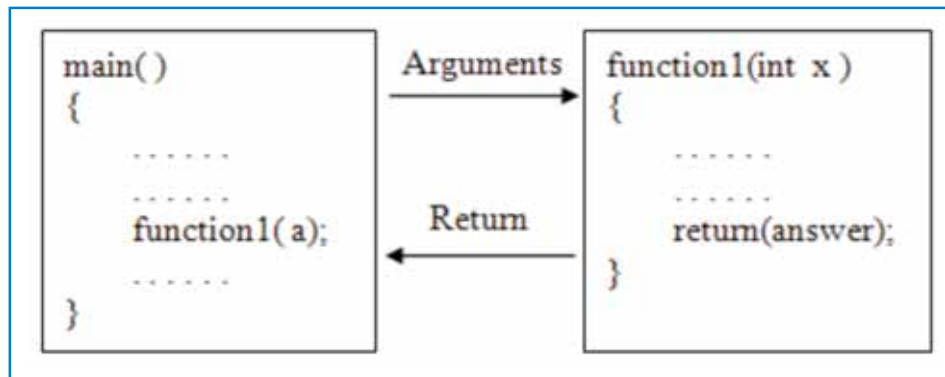 main( )
{
. . . . . .
. . . . . .
function1( a);
. . . . . .
}
Arguments
Return
function1(int x )
{
. . . . . .
. . . . . .
return(answer);
}